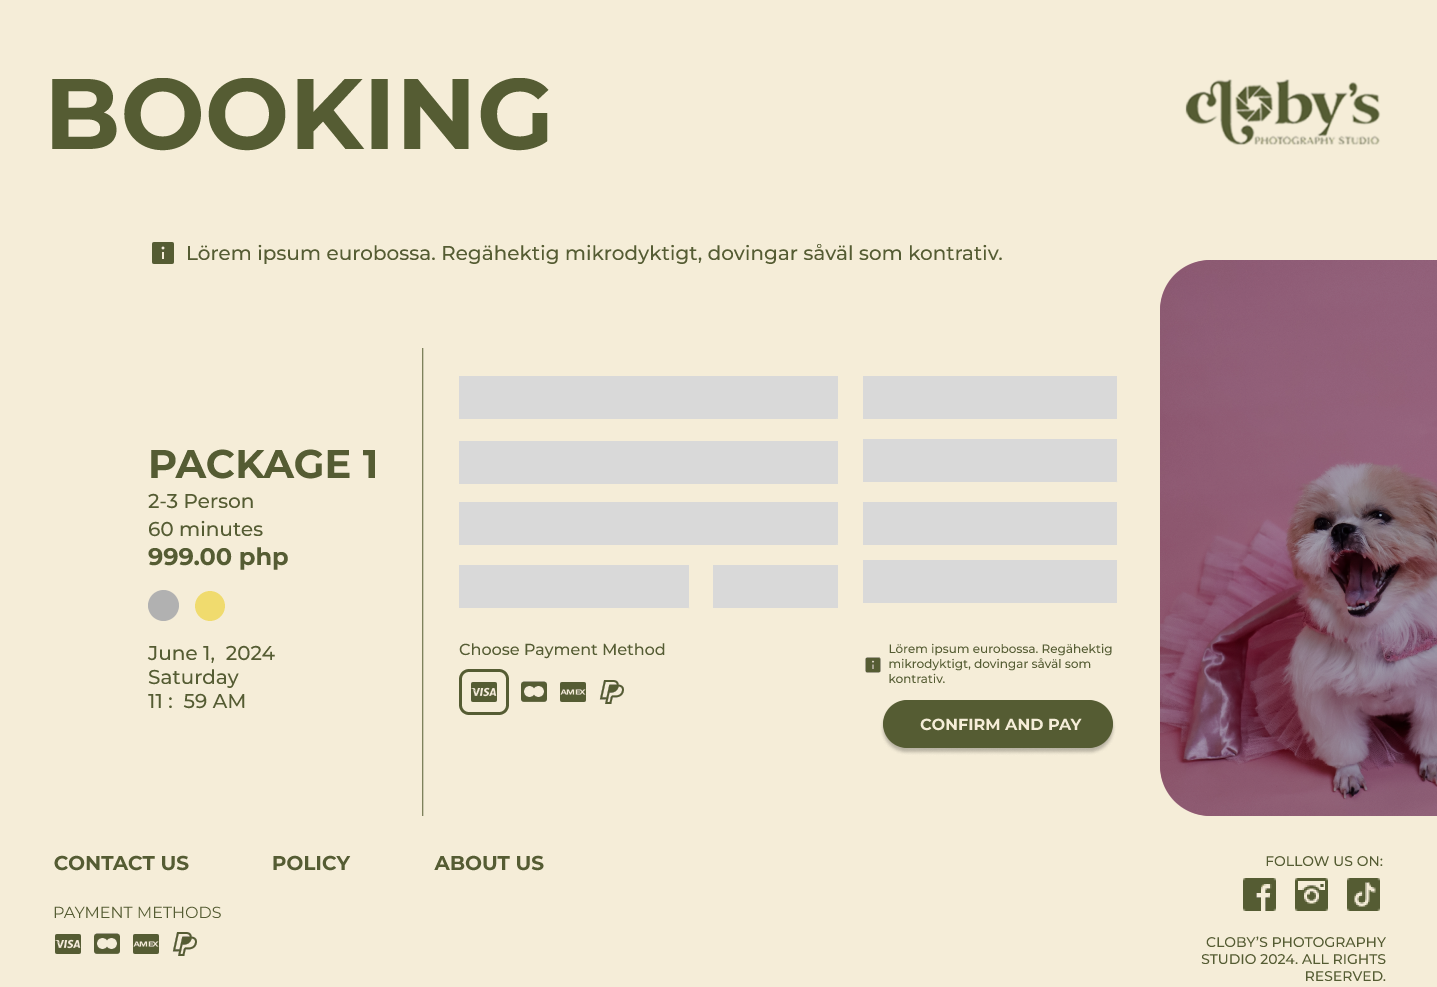 BOOKING
cloby's
PHOTOGRAPHY STUDIO
Lörem ipsum eurobossa. Regähektig mikrodyktigt, dovingar såväl som kontrativ.
PACKAGE 1
2-3 Person
60 minutes
999.00 php
June 1, 2024
Saturday
11 : 59 AM
Choose Payment Method
VISA
AMEX
Lörem ipsum eurobossa. Regähektig
mikrodyktigt, dovingar såväl som
kontrativ.
CONFIRM AND PAY
CONTACT US
POLICY
ABOUT US
PAYMENT METHODS
VISA
AMEX
FOLLOW US ON:
CLOBY’S PHOTOGRAPHY
STUDIO 2024. ALL RIGHTS
RESERVED.